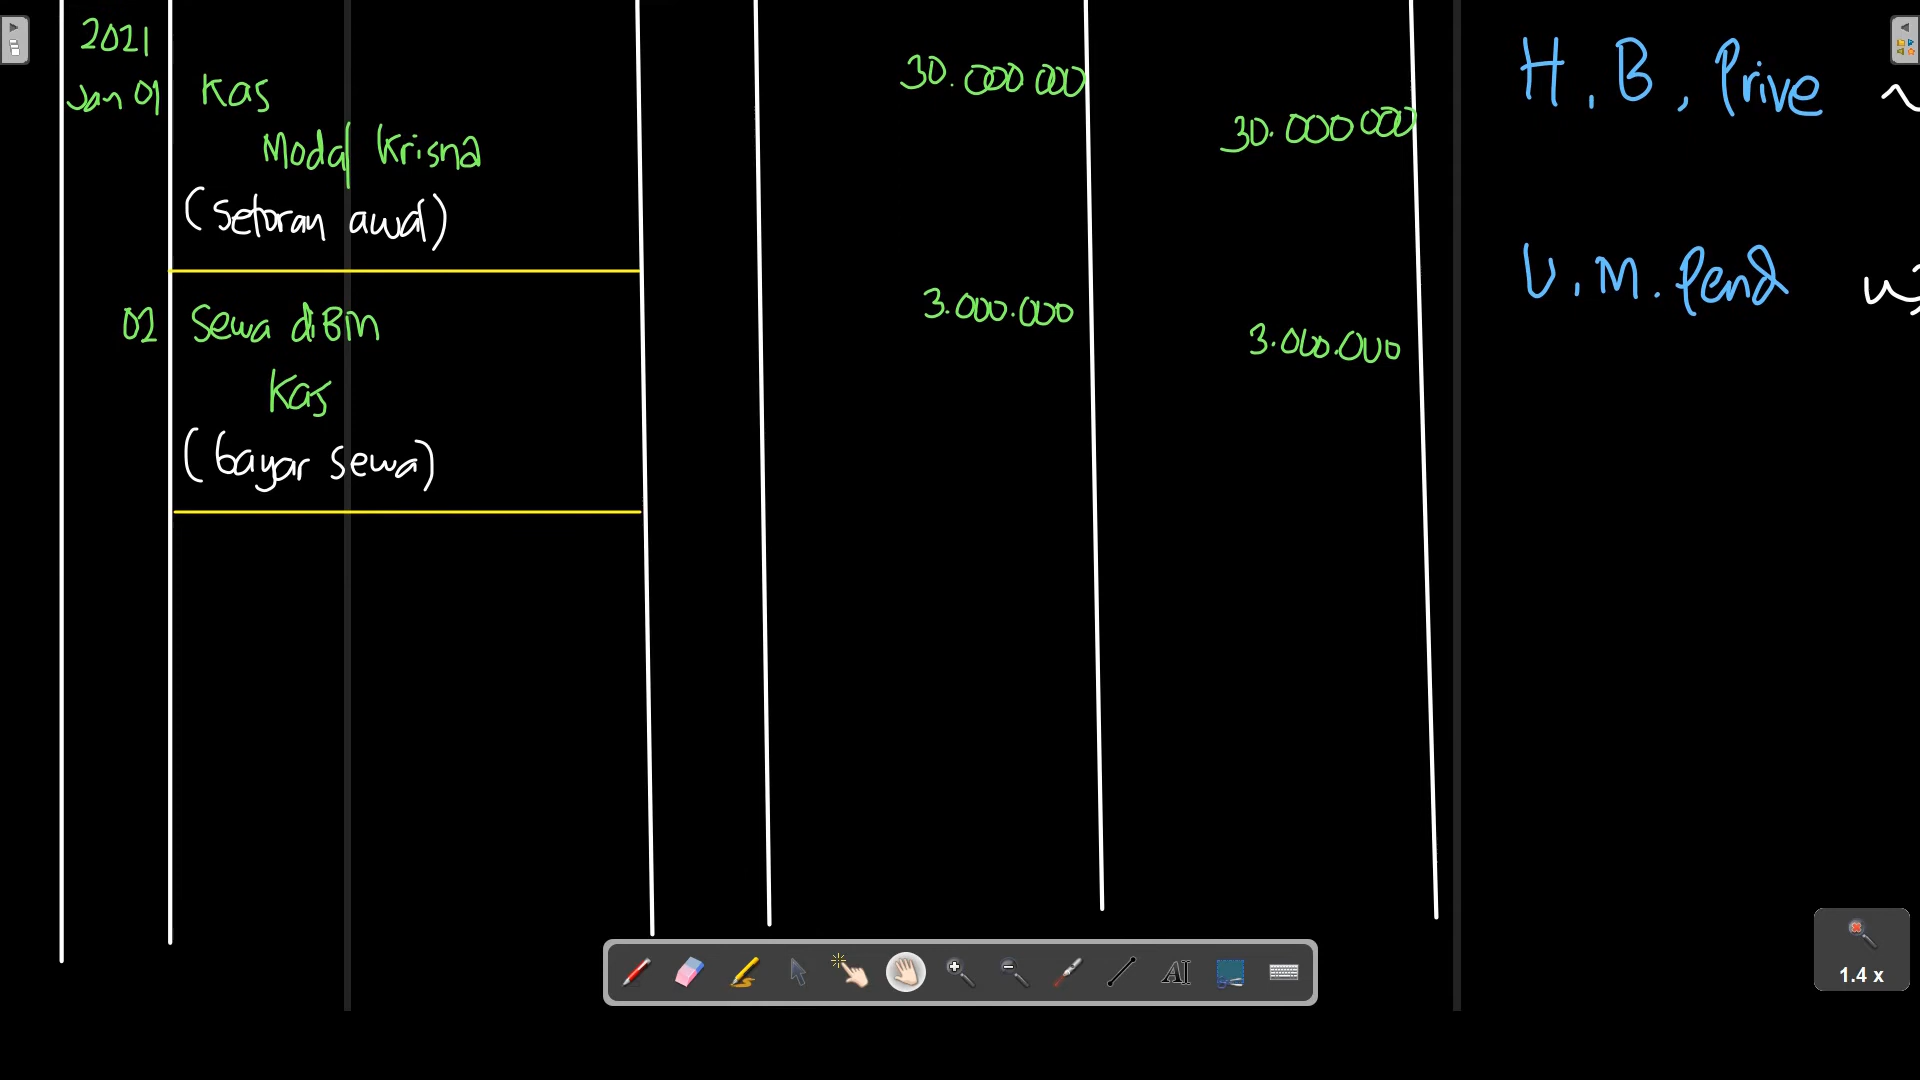 2021
Jan 01 Kas 30.000 000
Modal Krisna 30.000 000
(setoran awal)
02 Sewa diBM 3.000.000
Kas 3.000.000
(bayar sewa)
H, B, Prive
U. M. Pend
AI
1.4 x